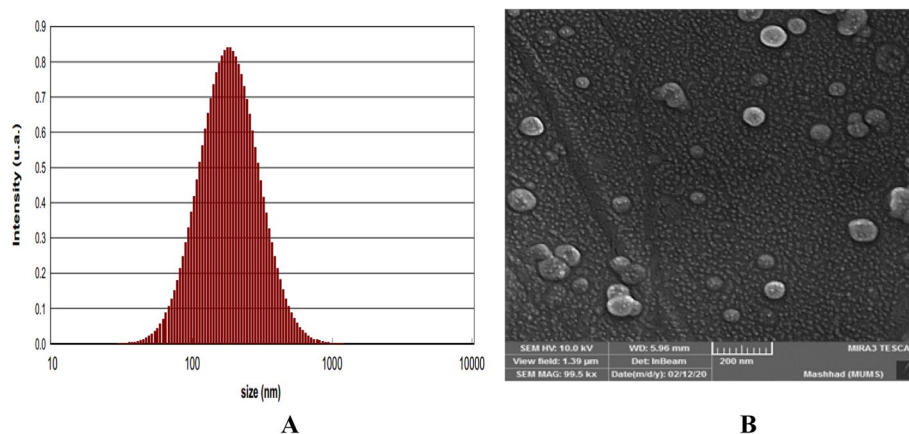 0.9
0.8
0.7
0.6
0.5
0.4
0.3
0.2
0.1
0.0
Intensity (u.a.)
10 100 1000 10000
size (nm)
A
SEM HV: 10.0 kV WD: 5.96 mm MIRA3 TESCA
View field: 1.39 µm Det: InBeam 200 nm
SEM MAG: 99.5 kx Date(m/d/y): 02/12/20 Mashhad (MUMS)
B